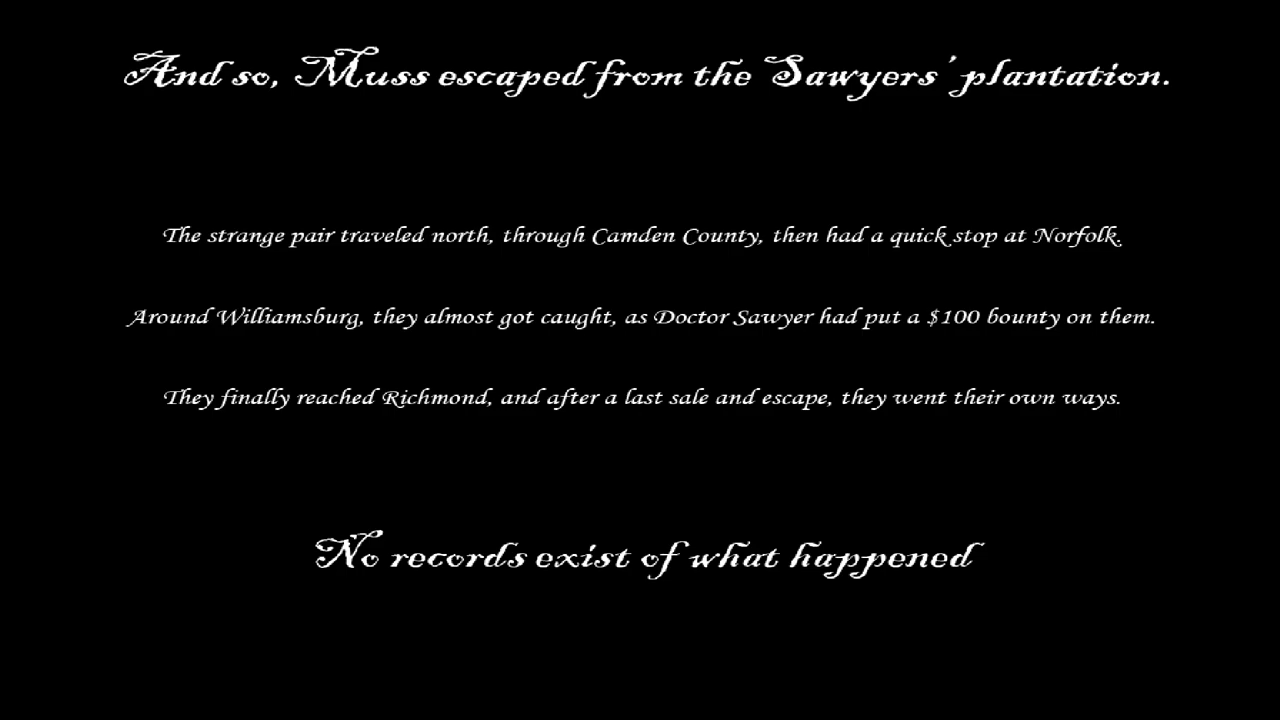 And so, Muss escaped from the Sawyers' plantation.
The strange pair traveled north, through Camden County, then had a quick stop at Norfolk.
Around Williamsburg, they almost got caught, as Doctor Sawyer had put a $100 bounty on them.
They finally reached Richmond, and after a last sale and escape, they went their own ways.
No records exist of what happened